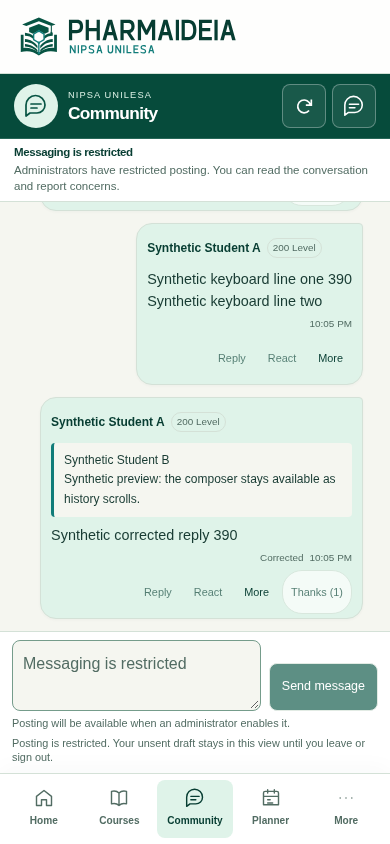 PHARMAIDEIA
NIPSA UNILESA
NIPSA UNILESA
Community
Messaging is restricted
Administrators have restricted posting. You can read the conversation
and report concerns.
Synthetic Student A 200 Level
Synthetic keyboard line one 390
Synthetic keyboard line two
10:05 PM
Reply React More
Synthetic Student A 200 Level
Synthetic Student B
Synthetic preview: the composer stays available as
history scrolls.
Synthetic corrected reply 390
Corrected 10:05 PM
Reply React More Thanks (1)
Messaging is restricted
Send message
Posting will be available when an administrator enables it.
Posting is restricted. Your unsent draft stays in this view until you leave or
sign out.
Home Courses Community Planner More